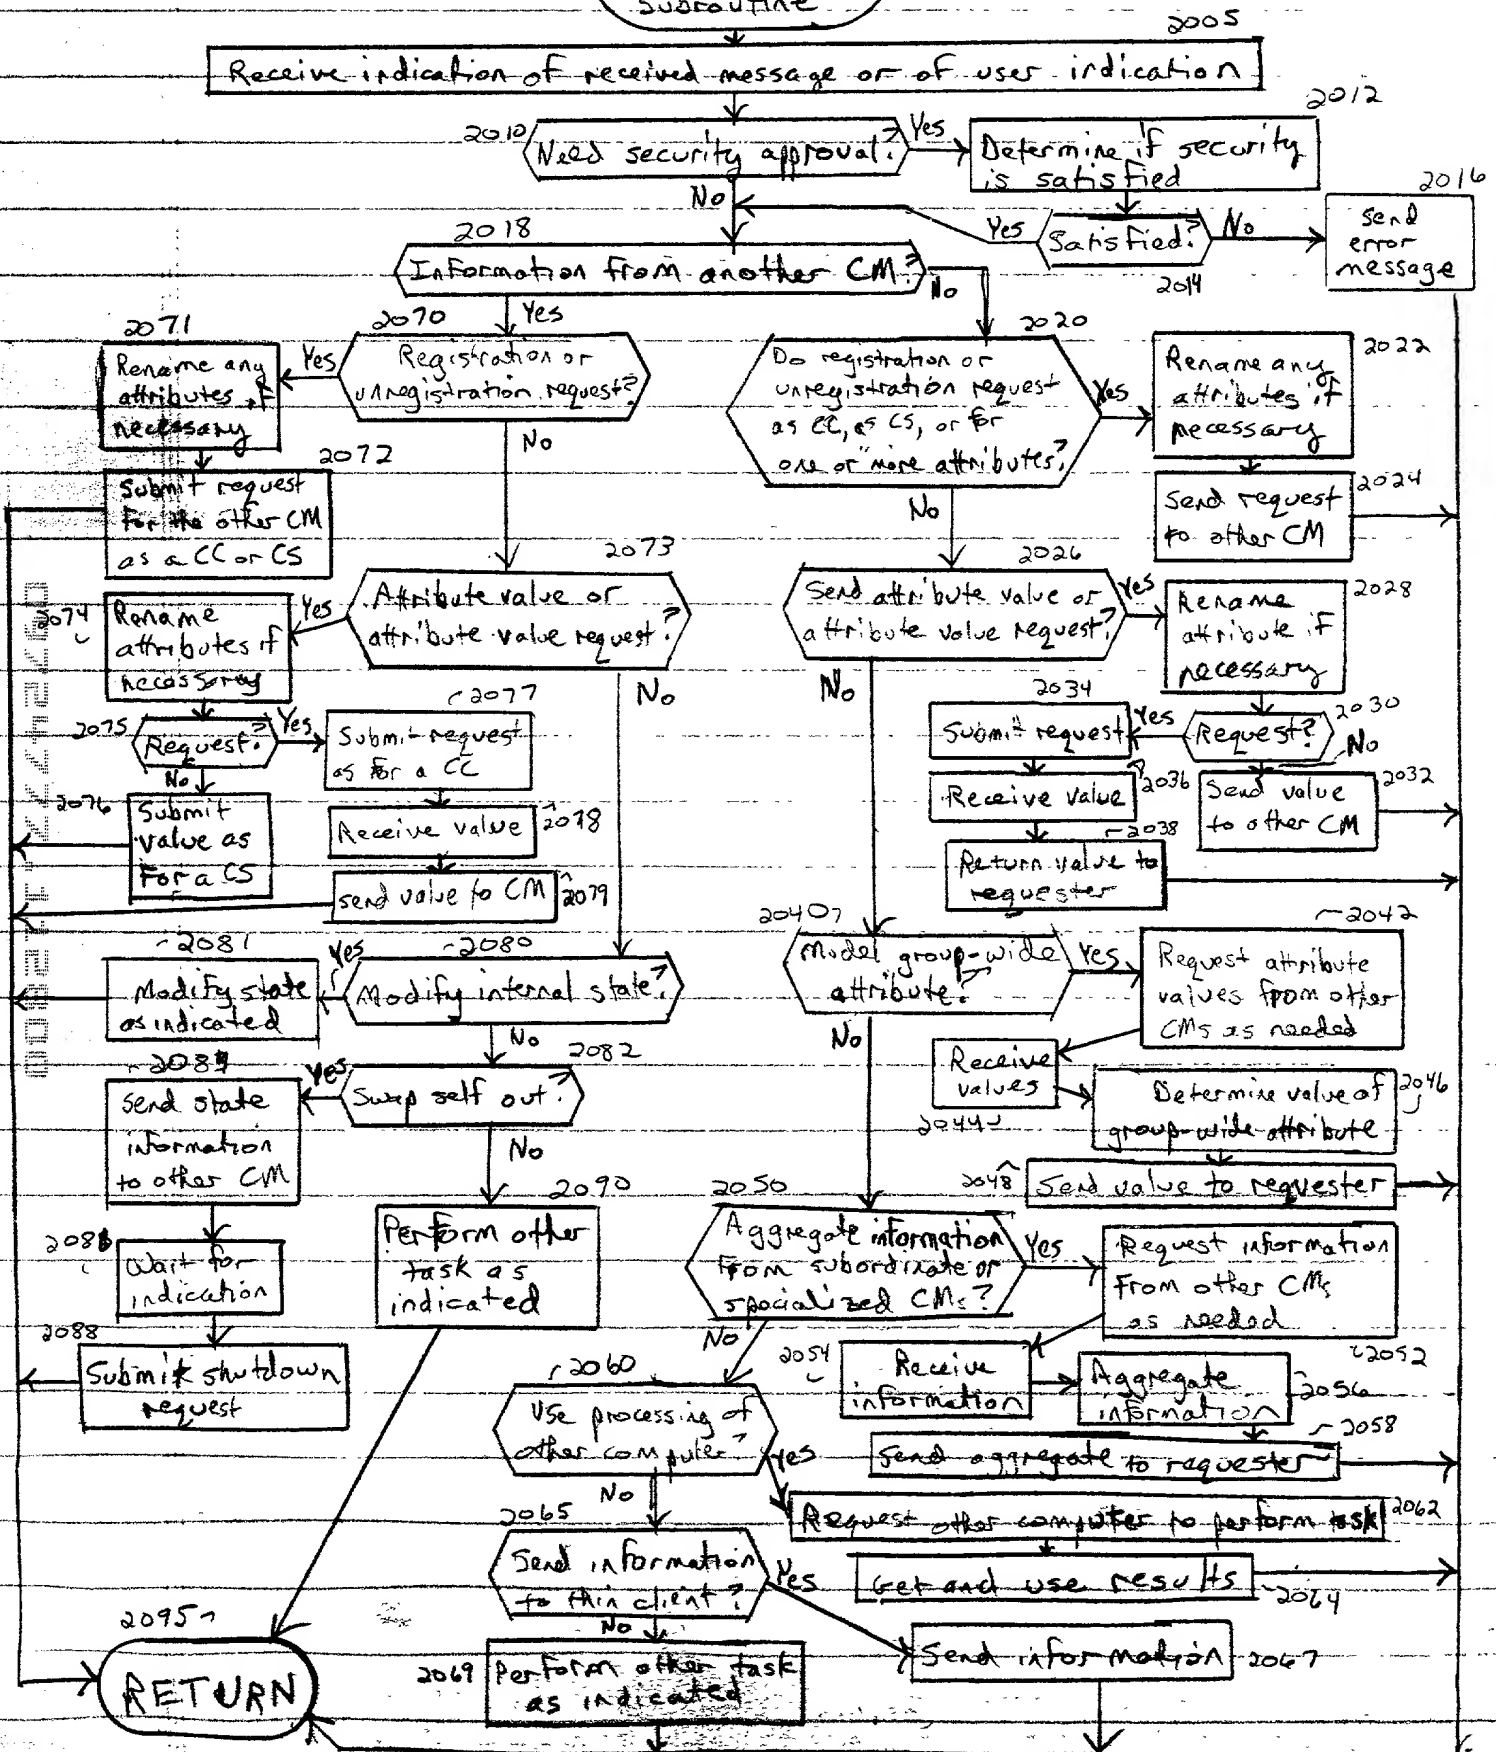 Subroutine
2005
Receive indication of received message or of user indication
2010
Need security approval?
Yes
2012
Determine if security
is satisfied
No
Yes
Satisfied?
2014
No
2016
send
error
message
2018
Information from another CM?
Yes
No
2070
Registration or
unregistration request?
Yes
2071
Rename any
attributes if
necessary
2072
Submit request
for the other CM
as a CC or CS
No
2073
Attribute value or
attribute value request?
Yes
2074
Rename
attributes if
necessary
2075
Request?
Yes
2077
Submit request
as for a CC
2078
Receive value
2079
send value to CM
No
2076
Submit
value as
for a CS
No
2080
Modify internal state?
Yes
2081
Modify state
as indicated
No
2082
Swap self out?
Yes
Send state
information
to other CM
Wait for
indication
2088
Submit shutdown
request
No
2090
Perform other
task as
indicated
2020
Do registration or
unregistration request
as CC, as CS, or for
one or more attributes?
Yes
2022
Rename any
attributes if
necessary
2024
Send request
to other CM
No
2026
Send attribute value or
attribute value request?
Yes
2028
Rename
attribute if
necessary
2030
Request?
Yes
2034
Submit request
2036
Receive value
2038
Return value to
requester
No
2032
Send value
to other CM
No
2040
Model group-wide
attribute?
Yes
2042
Request attribute
values from other
CMs as needed
Receive
values
2044
2046
Determine value of
group-wide attribute
2048
Send value to requester
No
2050
Aggregate information
from subordinate or
specialized CMs?
Yes
Request information
from other CMs
as needed
2052
2054
Receive
information
2056
Aggregate
information
2058
Send aggregate to requester
No
2060
Use processing of
other computer?
Yes
2062
Request other computer to perform task
Get and use results
2064
No
2065
Send information
to thin client?
Yes
Send information
2067
No
2069
Perform other task
as indicated
2095
RETURN